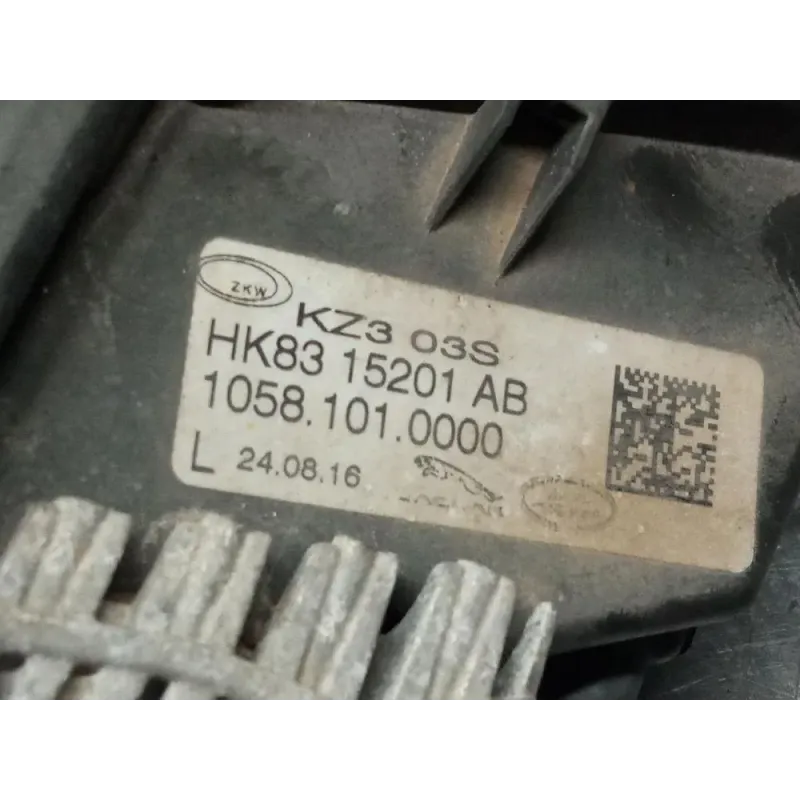 ZKW
KZ3 03S
HK83 15201 AB
1058.101.0000
L 24.08.16